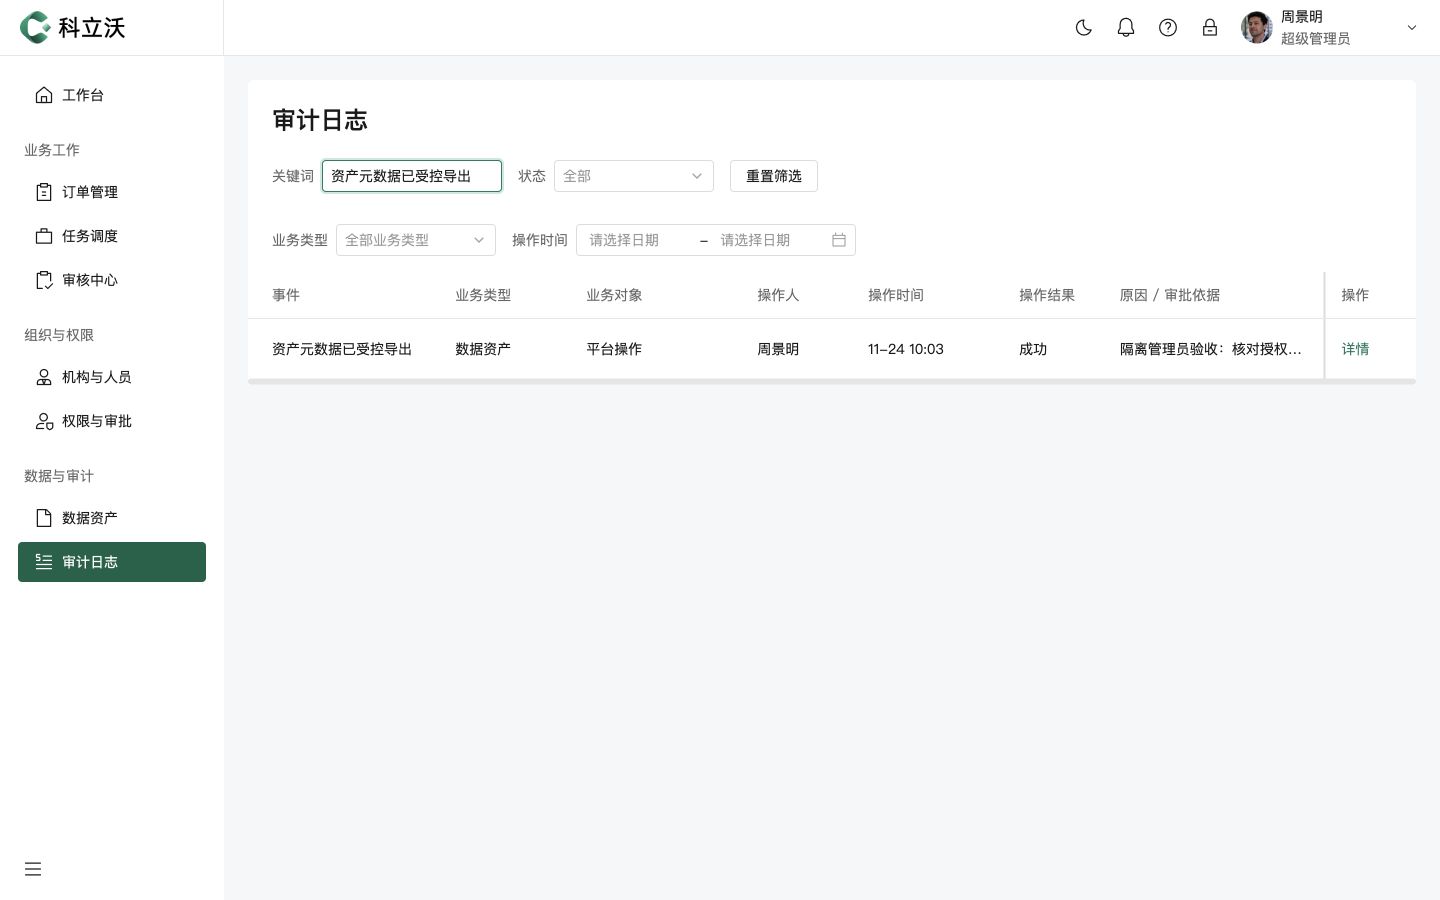 科立沃
周景明
超级管理员
工作台
业务工作
订单管理
任务调度
审核中心
组织与权限
机构与人员
权限与审批
数据与审计
数据资产
审计日志
审计日志
关键词 资产元数据已受控导出 状态 全部 重置筛选
业务类型 全部业务类型 操作时间 请选择日期 – 请选择日期
事件 业务类型 业务对象 操作人 操作时间 操作结果 原因 / 审批依据 操作
资产元数据已受控导出 数据资产 平台操作 周景明 11-24 10:03 成功 隔离管理员验收：核对授权... 详情